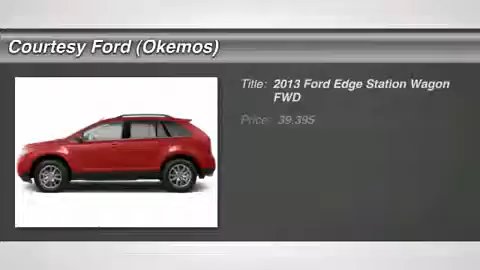 Courtesy Ford (Okemos)
Title: 2013 Ford Edge Station Wagon
FWD
Price: 39,395